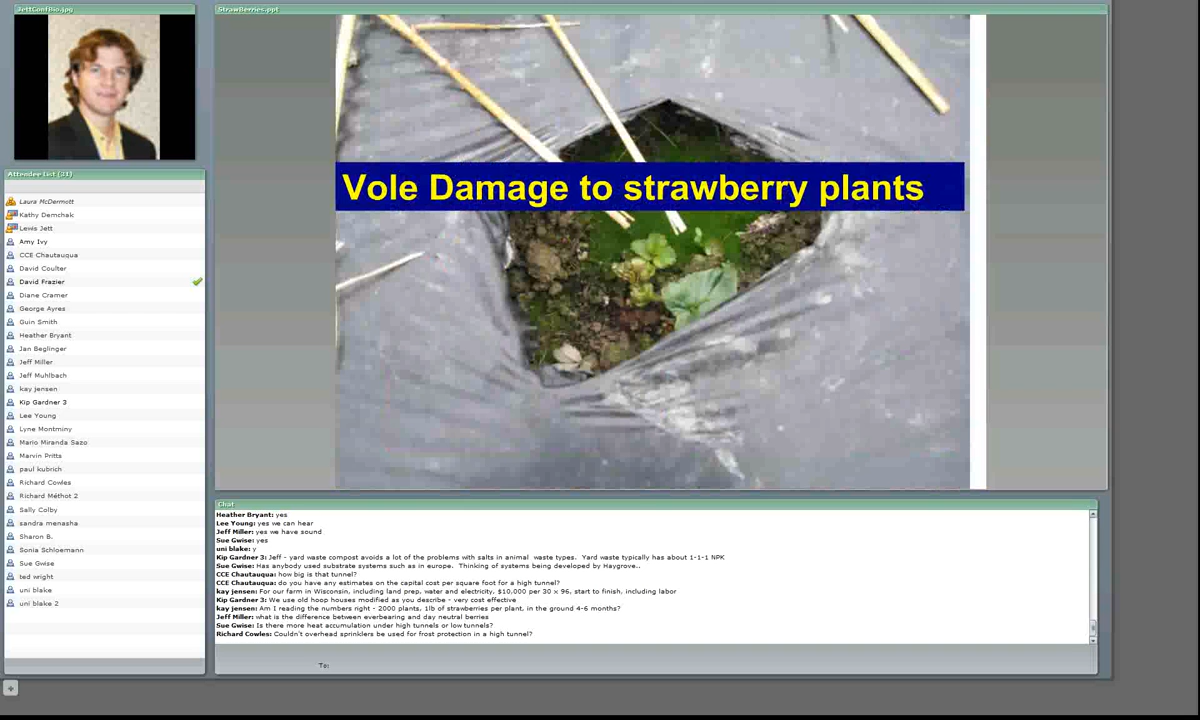 JettConfBio.jpg
Attendee List (31)
Laura McDermott
Kathy Demchak
Lewis Jett
Amy Ivy
CCE Chautauqua
David Coulter
David Frazier
Diane Cramer
George Ayres
Guin Smith
Heather Bryant
Jan Beglinger
Jeff Miller
Jeff Muhlbach
kay jensen
Kip Gardner 3
Lee Young
Lyne Montminy
Mario Miranda Sazo
Marvin Pritts
paul kubrich
Richard Cowles
Richard Méthot 2
Sally Colby
sandra menasha
Sharon B.
Sonia Schloemann
Sue Gwise
ted wright
uni blake
uni blake 2
StrawBerries.ppt
Vole Damage to strawberry plants
Chat
Heather Bryant: yes
Lee Young: yes we can hear
Jeff Miller: yes we have sound
Sue Gwise: yes
uni blake: y
Kip Gardner 3: Jeff - yard waste compost avoids a lot of the problems with salts in animal waste types. Yard waste typically has about 1-1-1 NPK
Sue Gwise: Has anybody used substrate systems such as in europe. Thinking of systems being developed by Haygrove..
CCE Chautauqua: how big is that tunnel?
CCE Chautauqua: do you have any estimates on the capital cost per square foot for a high tunnel?
kay jensen: For our farm in Wisconsin, including land prep, water and electricity, $10,000 per 30 x 96, start to finish, including labor
Kip Gardner 3: We use old hoop houses modified as you describe - very cost effective
kay jensen: Am I reading the numbers right - 2000 plants, 1lb of strawberries per plant, in the ground 4-6 months?
Jeff Miller: what is the difference between everbearing and day neutral berries
Sue Gwise: Is there more heat accumulation under high tunnels or low tunnels?
Richard Cowles: Couldn't overhead sprinklers be used for frost protection in a high tunnel?
To: